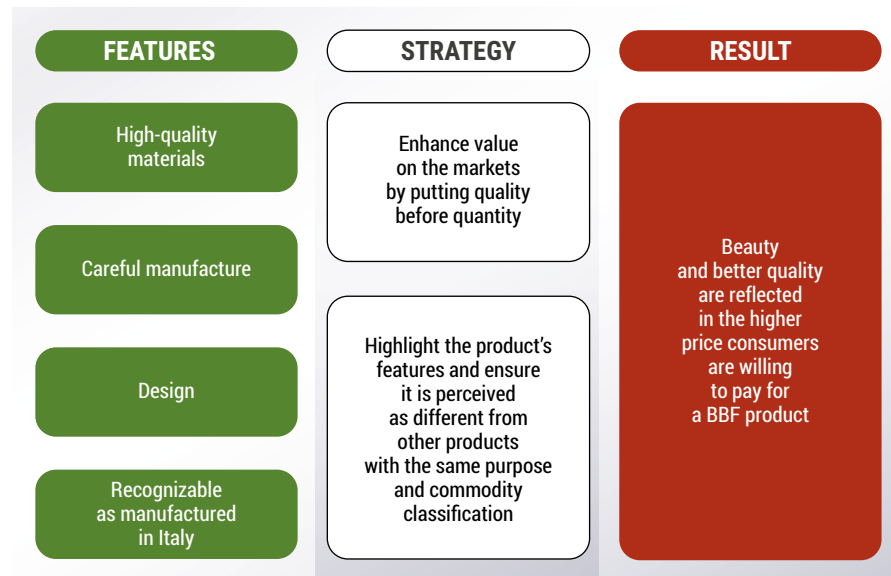 FEATURES
High-quality
materials
Careful manufacture
Design
Recognizable
as manufactured
in Italy
STRATEGY
Enhance value
on the markets
by putting quality
before quantity
Highlight the product's
features and ensure
it is perceived
as different from
other products
with the same purpose
and commodity
classification
RESULT
Beauty
and better quality
are reflected
in the higher
price consumers
are willing
to pay for
a BBF product